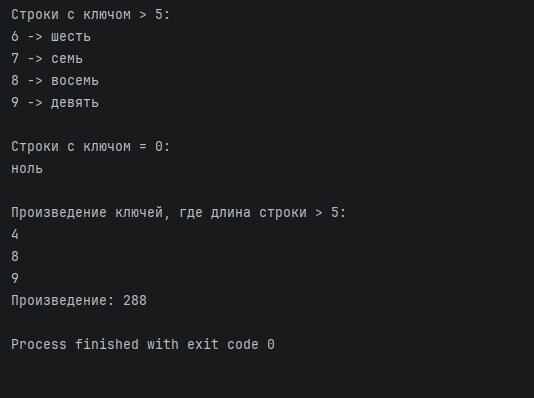 Строки с ключом > 5:
6 -> шесть
7 -> семь
8 -> восемь
9 -> девять
Строки с ключом = 0:
ноль
Произведение ключей, где длина строки > 5:
4
8
9
Произведение: 288
Process finished with exit code 0